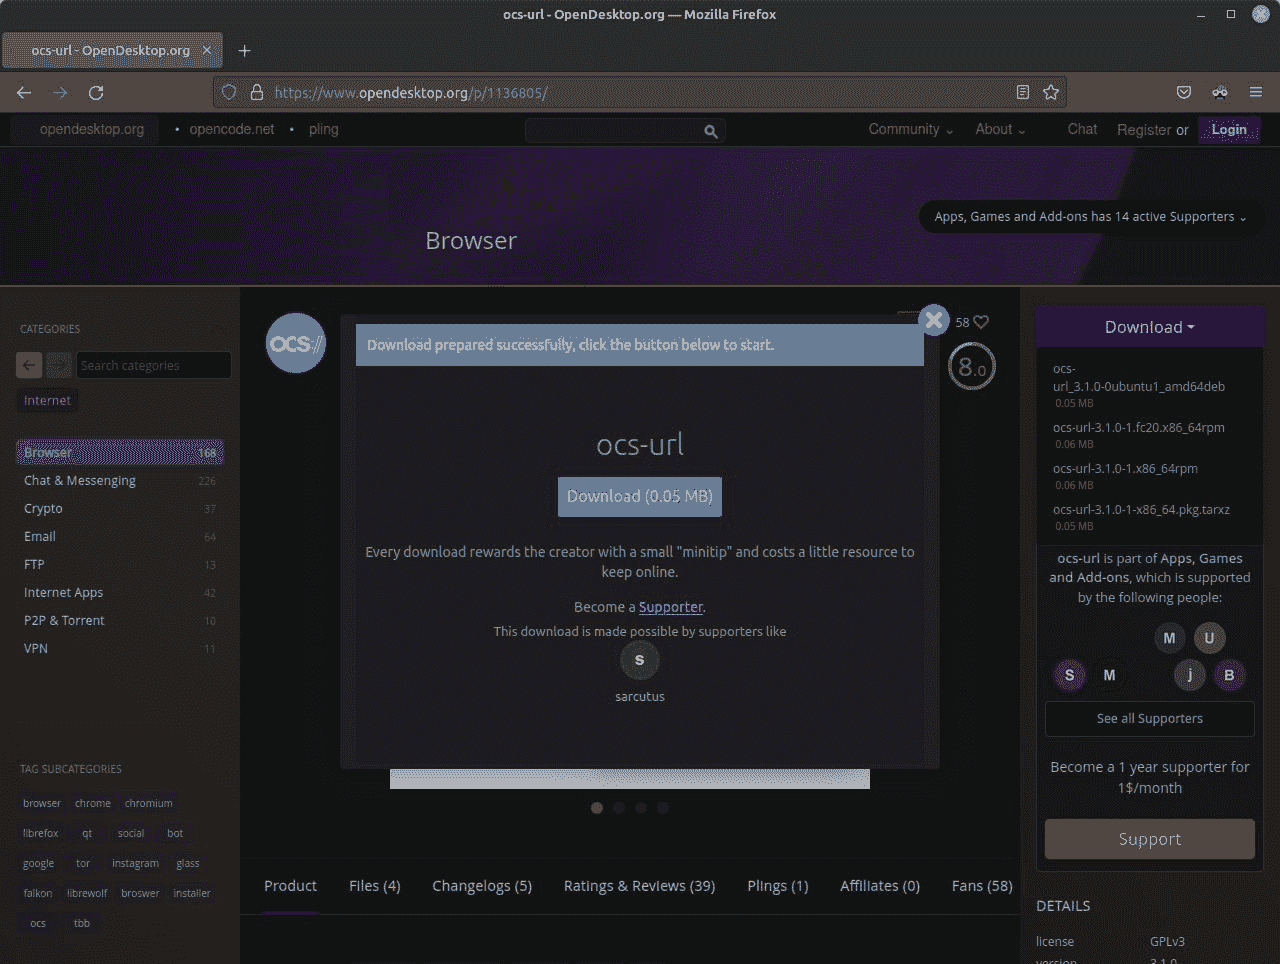 ocs-url - OpenDesktop.org — Mozilla Firefox
ocs-url - OpenDesktop.org
https://www.opendesktop.org/p/1136805/
opendesktop.org • opencode.net • pling
Community About Chat Register or Login
Apps, Games and Add-ons has 14 active Supporters
Browser
CATEGORIES
Search categories
Internet
Browser 168
Chat & Messenging 226
Crypto 37
Email 64
FTP 13
Internet Apps 42
P2P & Torrent 10
VPN 11
TAG SUBCATEGORIES
browser chrome chromium
librefox qt social bot
google tor instagram glass
falkon librewolf broswer installer
ocs tbb
OCS://
58
8.0
Download prepared successfully, click the button below to start.
ocs-url
Download (0.05 MB)
Every download rewards the creator with a small "minitip" and costs a little resource to
keep online.
Become a Supporter.
This download is made possible by supporters like
s
sarcutus
Product Files (4) Changelogs (5) Ratings & Reviews (39) Plings (1) Affiliates (0) Fans (58)
Download
ocs-
url_3.1.0-0ubuntu1_amd64deb
0.05 MB
ocs-url-3.1.0-1.fc20.x86_64rpm
0.06 MB
ocs-url-3.1.0-1.x86_64rpm
0.06 MB
ocs-url-3.1.0-1-x86_64.pkg.tarxz
0.05 MB
ocs-url is part of Apps, Games
and Add-ons, which is supported
by the following people:
M U
S M j B
See all Supporters
Become a 1 year supporter for
1$/month
Support
DETAILS
license GPLv3
version 3.1.0